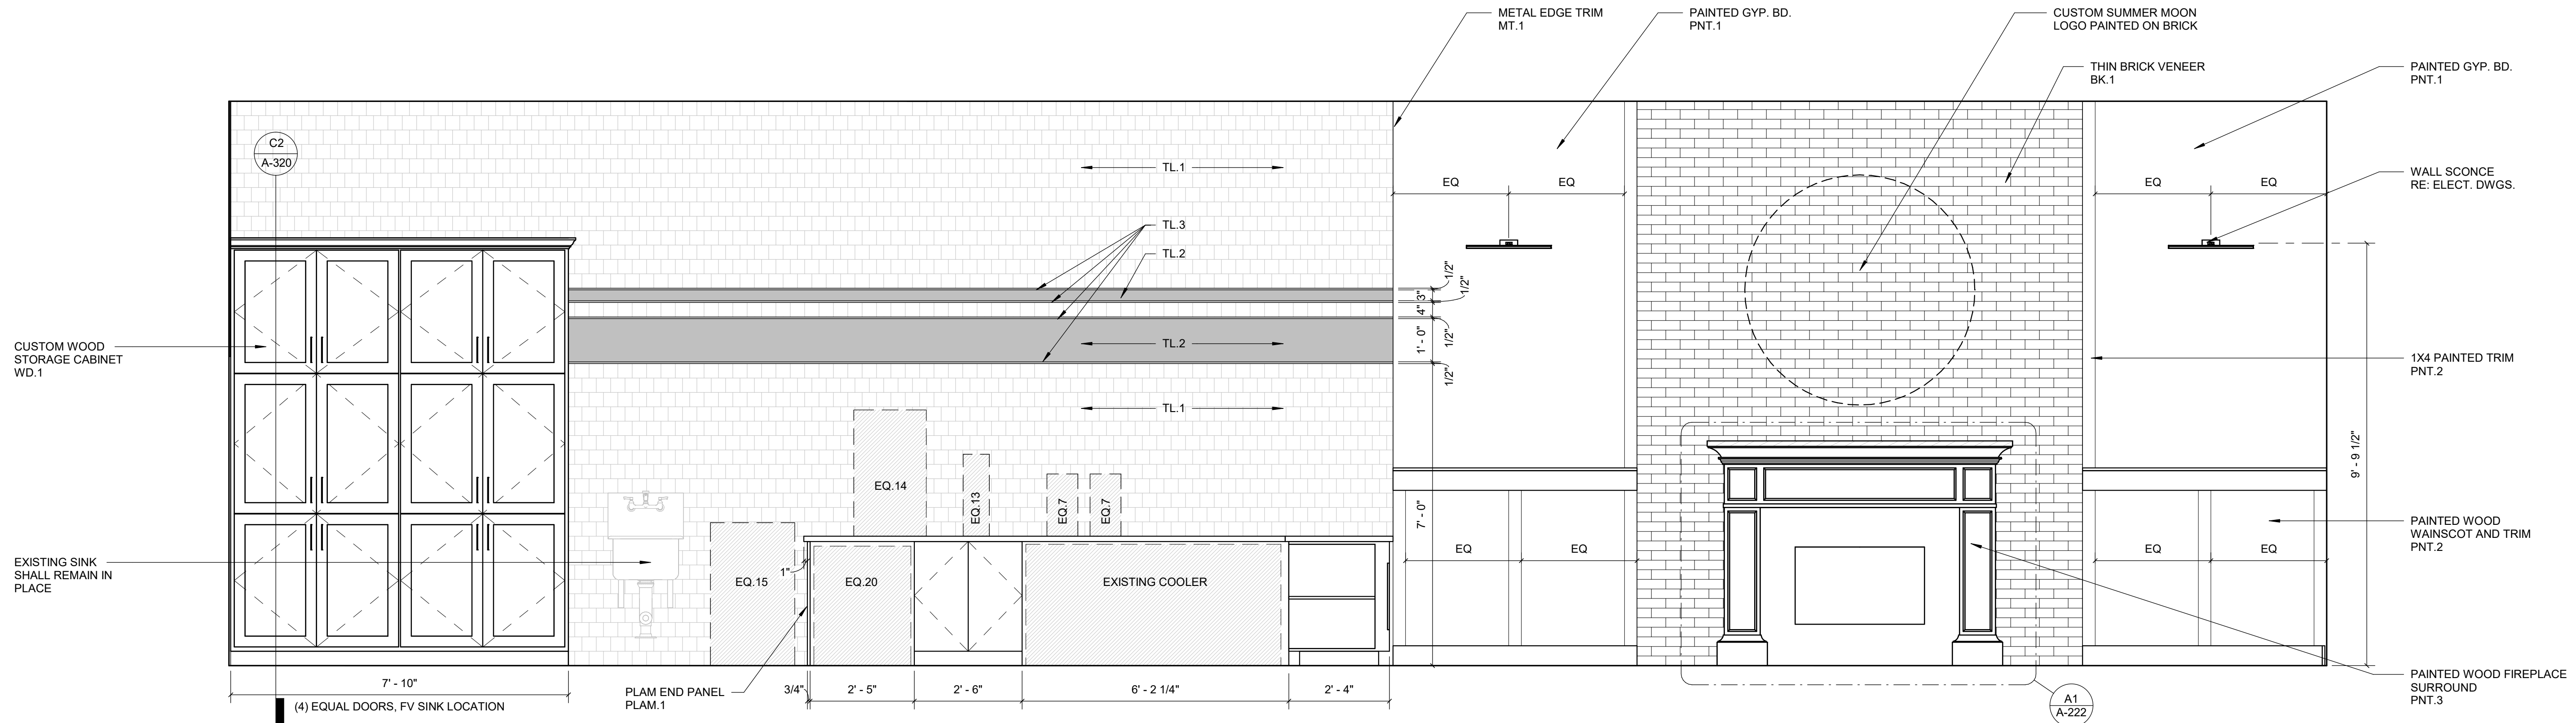 METAL EDGE TRIM
MT.1
PAINTED GYP. BD.
PNT.1
CUSTOM SUMMER MOON
LOGO PAINTED ON BRICK
THIN BRICK VENEER
BK.1
PAINTED GYP. BD.
PNT.1
C2
A-320
TL.1
EQ
EQ
EQ
EQ
WALL SCONCE
RE: ELECT. DWGS.
TL.3
TL.2
1/2"
1/2"
3"
4"
1' - 0"
1/2"
1/2"
TL.2
CUSTOM WOOD
STORAGE CABINET
WD.1
1X4 PAINTED TRIM
PNT.2
TL.1
9' - 9 1/2"
EQ.14
EQ.13
EQ.7
EQ.7
7' - 0"
PAINTED WOOD
WAINSCOT AND TRIM
PNT.2
EQ
EQ
EQ
EQ
EXISTING SINK
SHALL REMAIN IN
PLACE
1"
EQ.15
EQ.20
EXISTING COOLER
7' - 10"
(4) EQUAL DOORS, FV SINK LOCATION
PLAM END PANEL
PLAM.1
3/4"
2' - 5"
2' - 6"
6' - 2 1/4"
2' - 4"
PAINTED WOOD FIREPLACE
SURROUND
PNT.3
A1
A-222